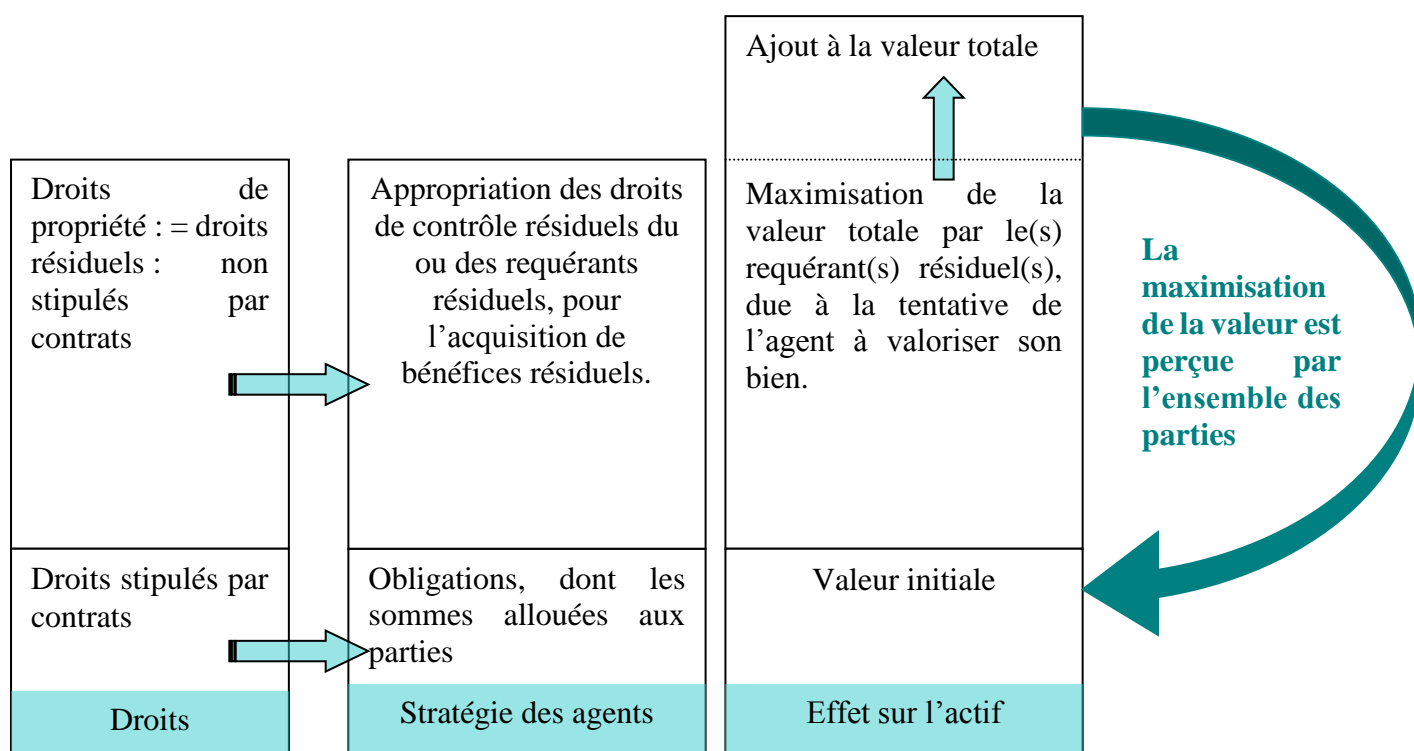 Droits de
propriété : = droits
résiduels : non
stipulés par
contrats
Droits stipulés par
contrats
Droits
Appropriation des droits
de contrôle résiduels du
ou des requérants
résiduels, pour
l’acquisition de
bénéfices résiduels.
Obligations, dont les
sommes allouées aux
parties
Stratégie des agents
Ajout à la valeur totale
Maximisation de la
valeur totale par le(s)
requérant(s) résiduel(s),
due à la tentative de
l’agent à valoriser son
bien.
Valeur initiale
Effet sur l’actif
La
maximisation
de la valeur est
perçue par
l’ensemble des
parties